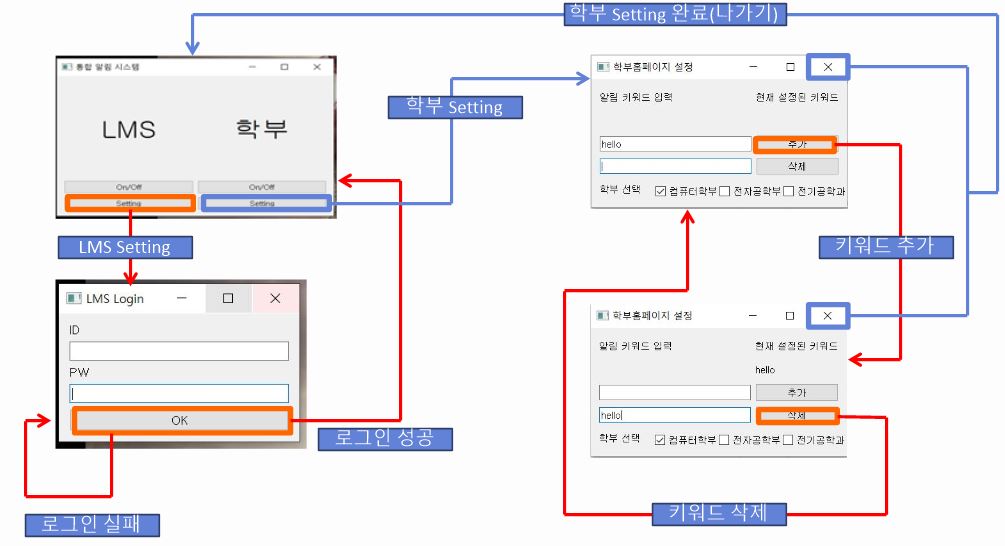 학부 Setting 완료(나가기)
통합 알림 시스템
LMS 학부
On/Off On/Off
Setting Setting
학부 Setting
학부홈페이지 설정
알림 키워드 입력 현재 설정된 키워드
hello 추가
삭제
학부 선택 컴퓨터학부 전자공학부 전기공학과
LMS Setting
키워드 추가
LMS Login
ID
PW
OK
로그인 성공
로그인 실패
학부홈페이지 설정
알림 키워드 입력 현재 설정된 키워드
hello
추가
hello 삭제
학부 선택 컴퓨터학부 전자공학부 전기공학과
키워드 삭제